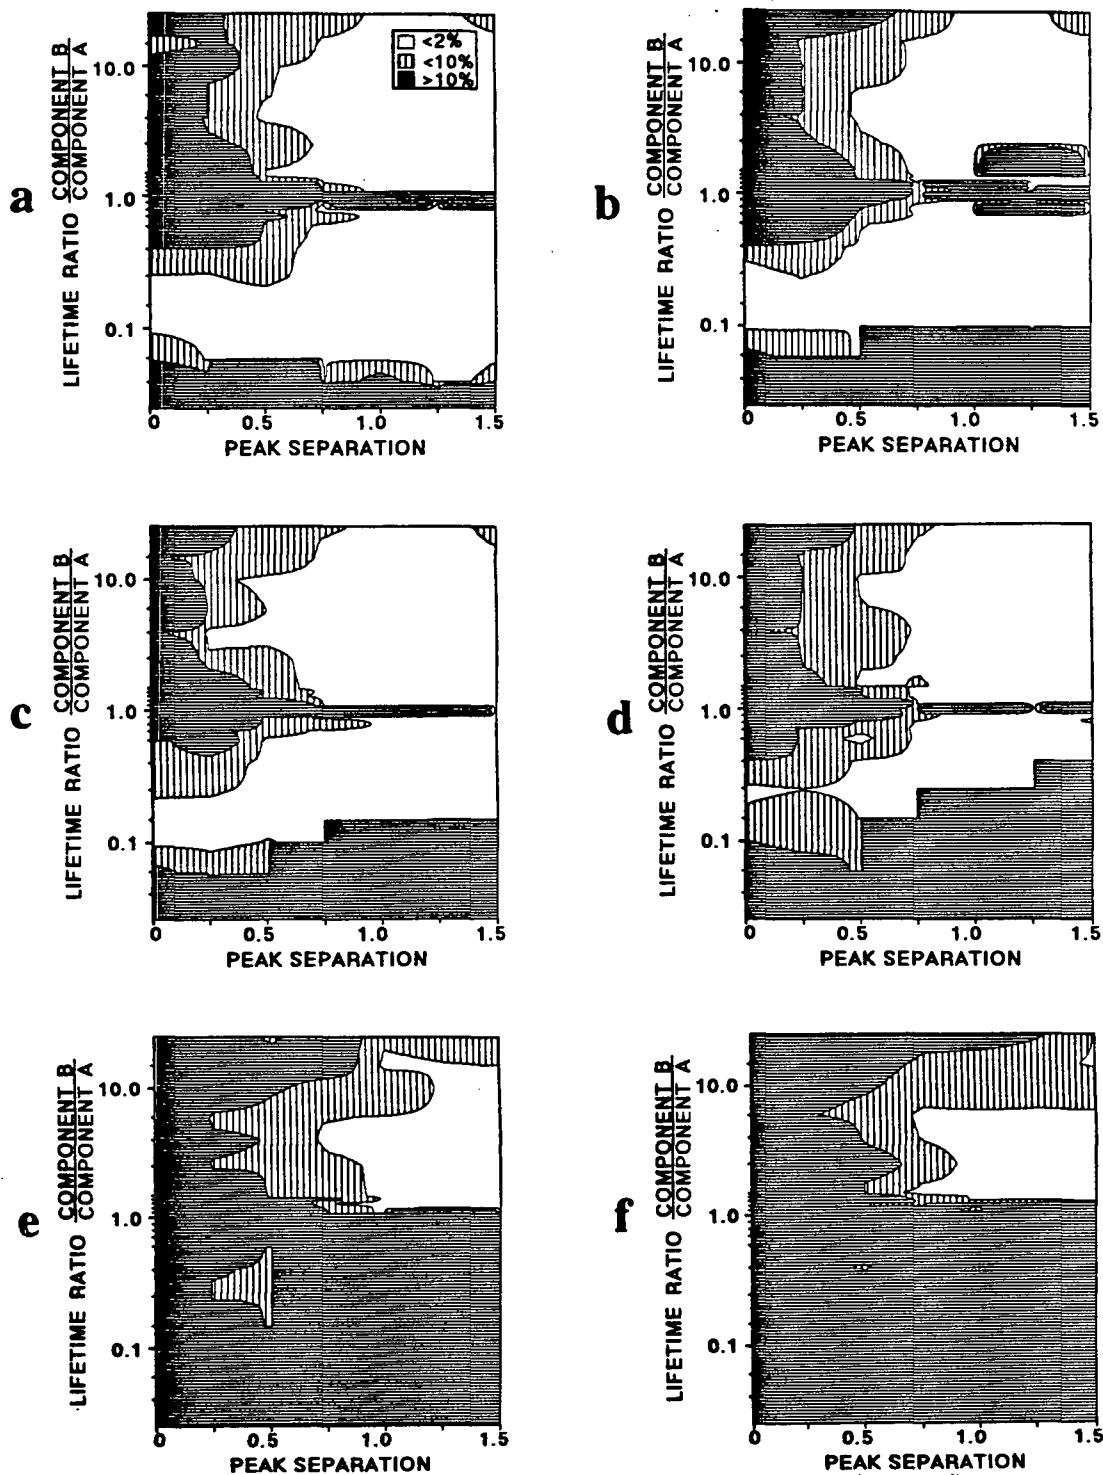 a
LIFETIME RATIO COMPONENT B
COMPONENT A
10.0
1.0
0.1
<2%
<10%
>10%
0
0.5
1.0
1.5
PEAK SEPARATION
b
LIFETIME RATIO COMPONENT B
COMPONENT A
10.0
1.0
0.1
0
0.5
1.0
1.5
PEAK SEPARATION
c
LIFETIME RATIO COMPONENT B
COMPONENT A
10.0
1.0
0.1
0
0.5
1.0
1.5
PEAK SEPARATION
d
LIFETIME RATIO COMPONENT B
COMPONENT A
10.0
1.0
0.1
0
0.5
1.0
1.5
PEAK SEPARATION
e
LIFETIME RATIO COMPONENT B
COMPONENT A
10.0
1.0
0.1
0
0.5
1.0
1.5
PEAK SEPARATION
f
LIFETIME RATIO COMPONENT B
COMPONENT A
10.0
1.0
0.1
0
0.5
1.0
1.5
PEAK SEPARATION